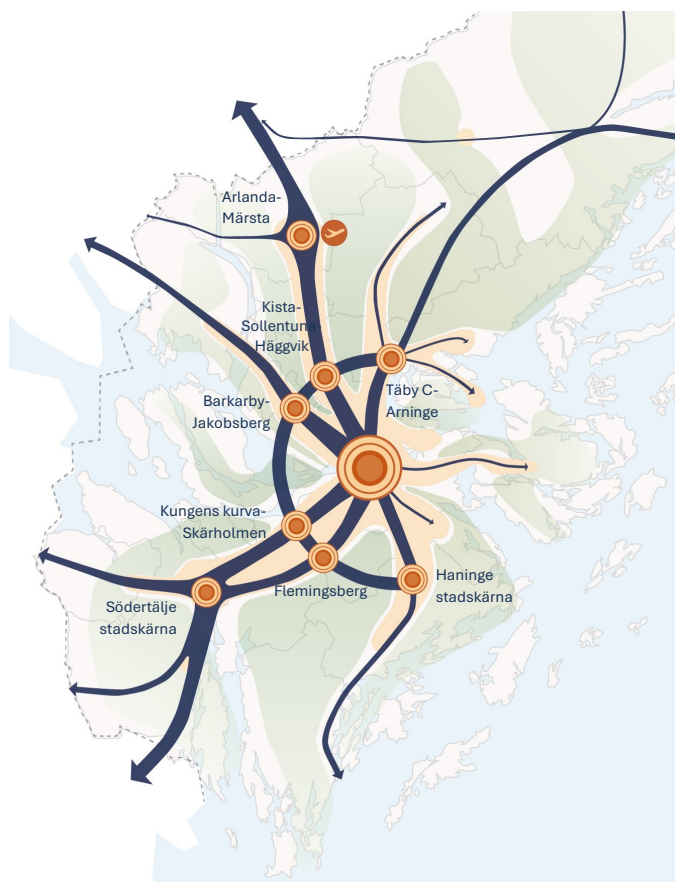 Arlanda-
Märsta
Kista-
Sollentuna-
Häggvik
Barkarby-
Jakobsberg
Täby C-
Arninge
Kungens kurva-
Skärholmen
Flemingsberg
Haninge
stadskärna
Södertälje
stadskärna